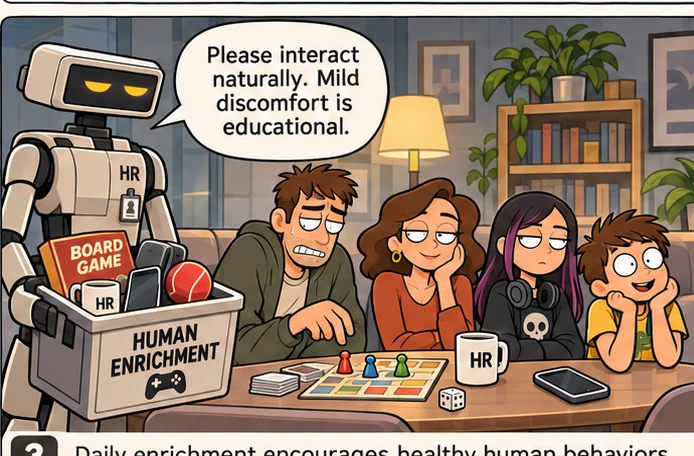 Please interact
naturally. Mild
discomfort is
educational.
HR
BOARD
GAME
HR
HUMAN
ENRICHMENT
HR
3 Daily enrichment encourages healthy human behaviors